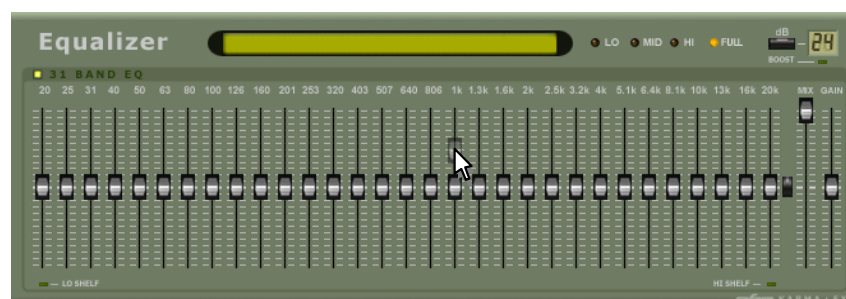 Equalizer
LO MID HI FULL
dB
24
BOOST
31 BAND EQ
20 25 31 40 50 63 80 100 126 160 201 253 320 403 507 640 806 1k 1.3k 1.6k 2k 2.5k 3.2k 4k 5.1k 6.4k 8.1k 10k 13k 16k 20k MIX GAIN
LO SHELF HI SHELF